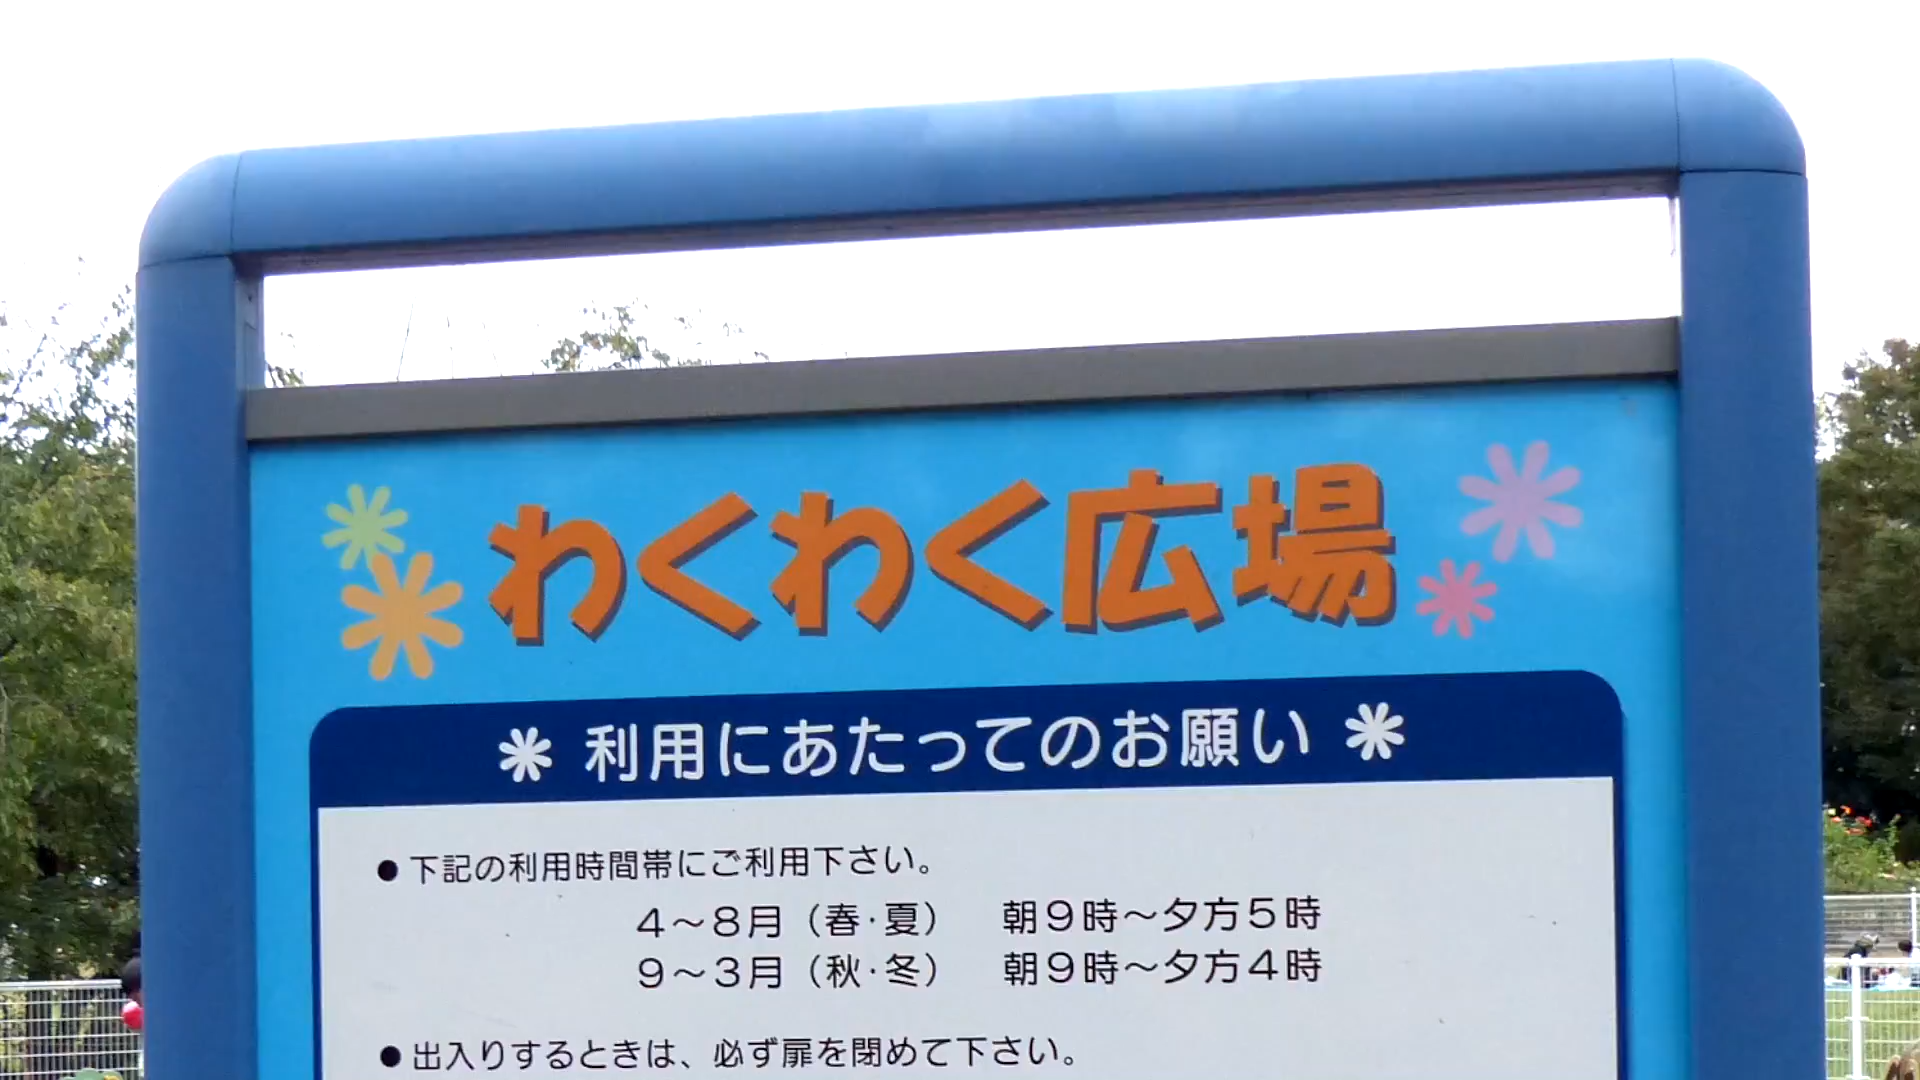 わくわく広場
利用にあたってのお願い
●下記の利用時間帯にご利用下さい。
4～8月（春・夏）　朝9時～夕方5時
9～3月（秋・冬）　朝9時～夕方4時
●出入りするときは、必ず扉を閉めて下さい。